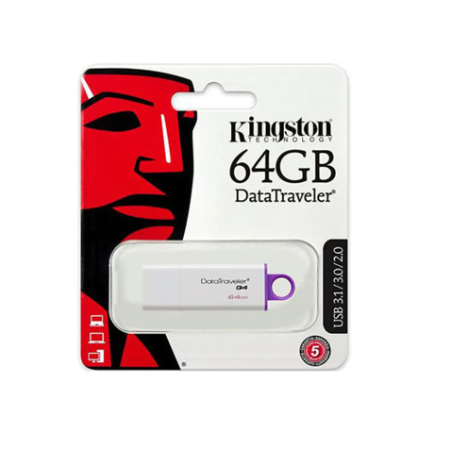 Kingston
TECHNOLOGY
64GB
DataTraveler®
DataTraveler
G4
64GB
USB 3.1/3.0/2.0
5